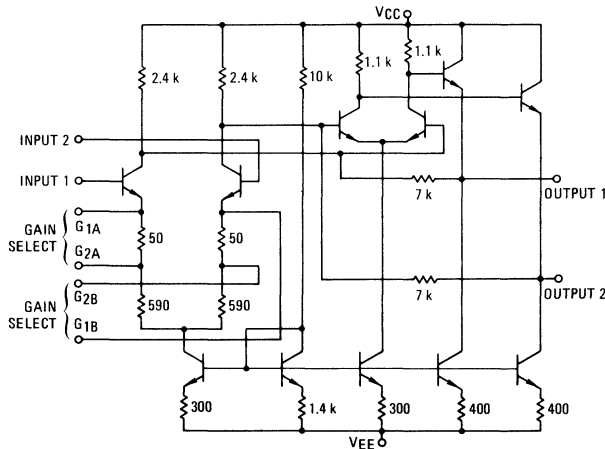 VCC
2.4 k
2.4 k
10 k
1.1 k
1.1 k
INPUT 2
INPUT 1
GAIN SELECT
G1A
G2A
50
50
7 k
OUTPUT 1
GAIN SELECT
G2B
G1B
590
590
7 k
OUTPUT 2
300
1.4 k
300
400
400
VEE